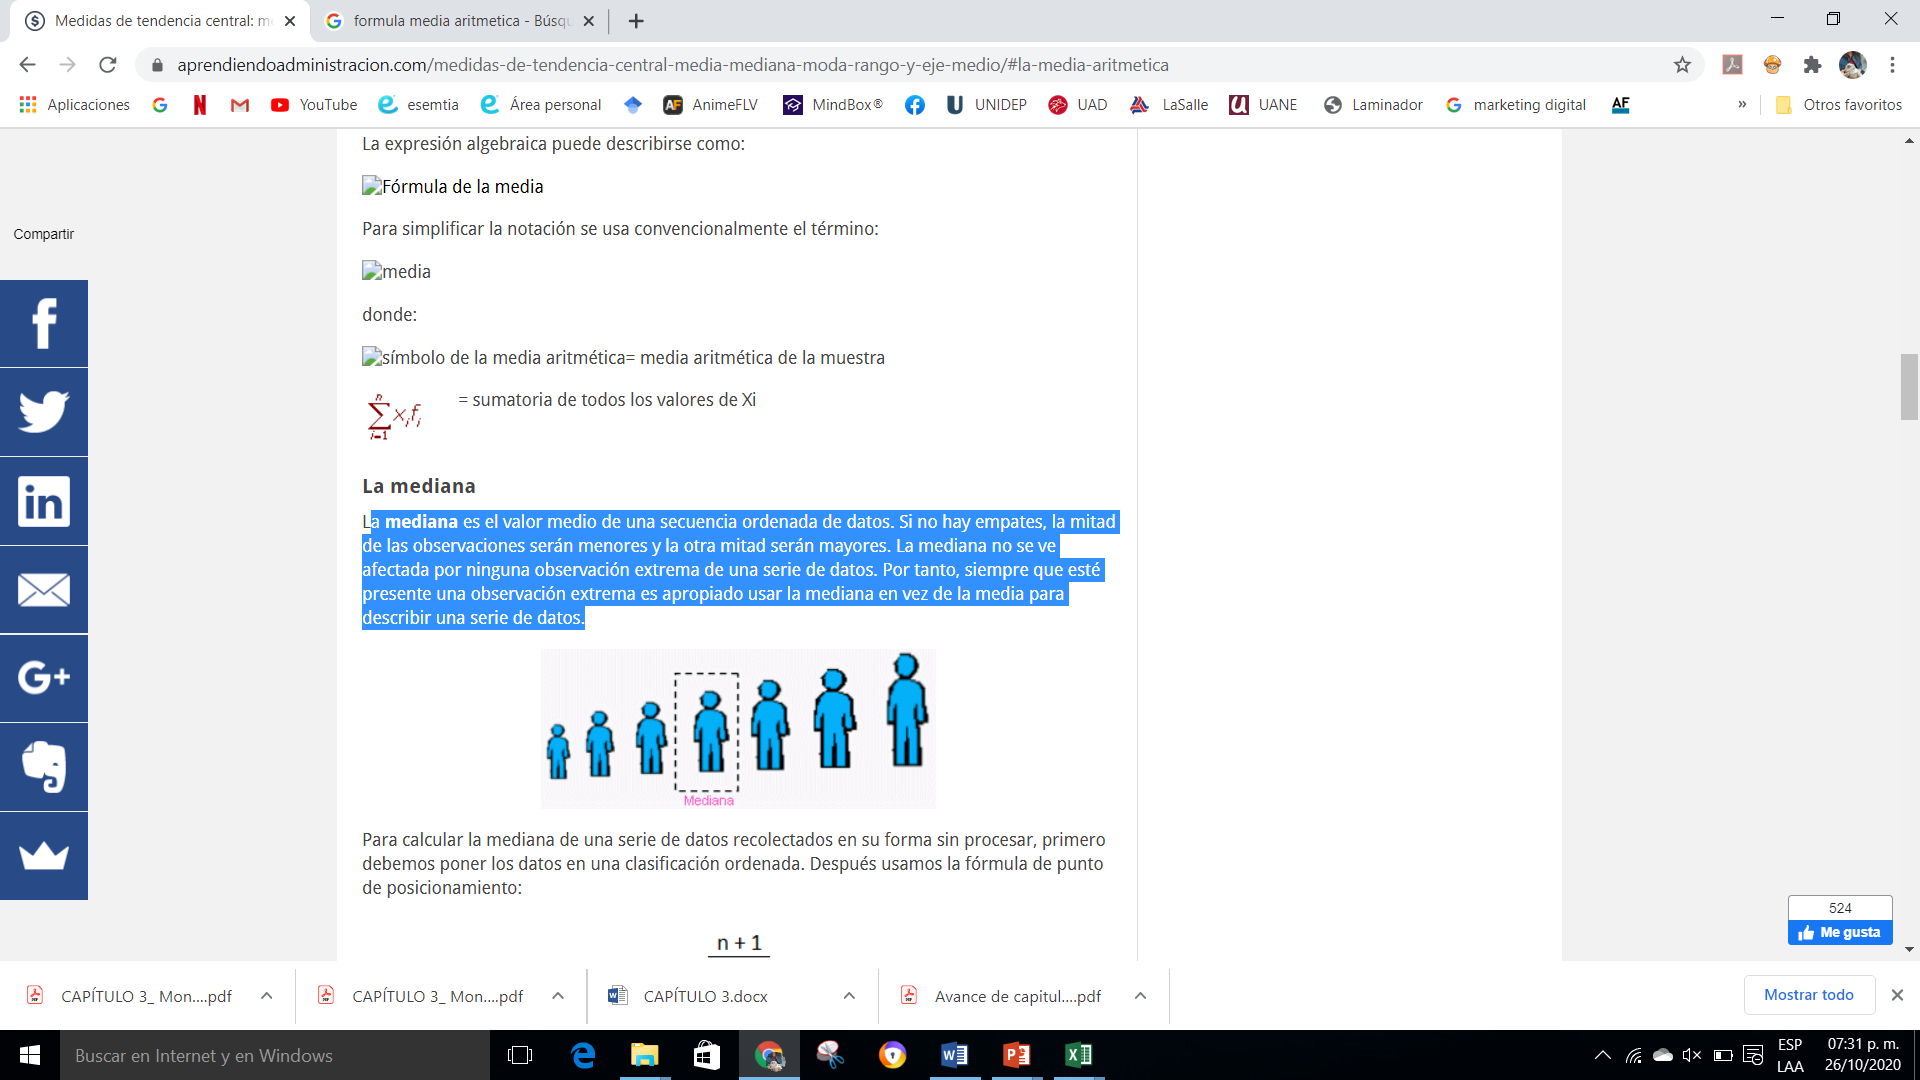 Medidas de tendencia central: me
formula media aritmetica - Búsqu
aprendiendoadministracion.com/medidas-de-tendencia-central-media-mediana-moda-rango-y-eje-medio/#la-media-aritmetica
Aplicaciones YouTube esemtia Área personal AnimeFLV MindBox® UNIDEP UAD LaSalle UANE Laminador marketing digital AF » Otros favoritos
La expresión algebraica puede describirse como:
Fórmula de la media
Para simplificar la notación se usa convencionalmente el término:
Compartir
media
donde:
símbolo de la media aritmética= media aritmética de la muestra
n
∑ xᵢfᵢ = sumatoria de todos los valores de Xi
i=1
La mediana
La mediana es el valor medio de una secuencia ordenada de datos. Si no hay empates, la mitad
de las observaciones serán menores y la otra mitad serán mayores. La mediana no se ve
afectada por ninguna observación extrema de una serie de datos. Por tanto, siempre que esté
presente una observación extrema es apropiado usar la mediana en vez de la media para
describir una serie de datos.
Mediana
Para calcular la mediana de una serie de datos recolectados en su forma sin procesar, primero
debemos poner los datos en una clasificación ordenada. Después usamos la fórmula de punto
de posicionamiento:
n + 1
524
Me gusta
CAPÍTULO 3_ Mon....pdf
CAPÍTULO 3_ Mon....pdf
CAPÍTULO 3.docx
Avance de capitul....pdf
Mostrar todo
Buscar en Internet y en Windows
ESP
LAA
07:31 p. m.
26/10/2020